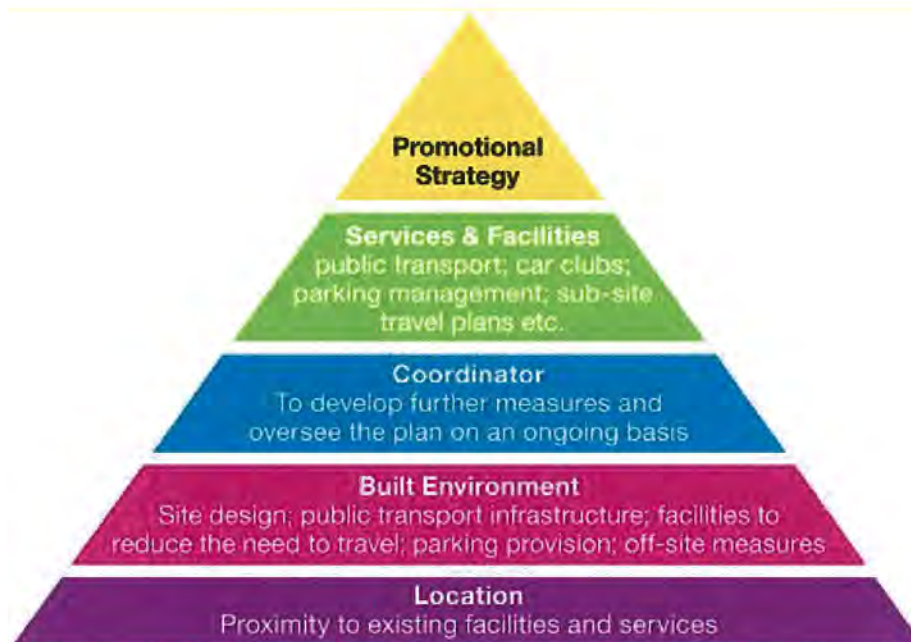 Promotional
Strategy
Services & Facilities
public transport; car clubs;
parking management; sub-site
travel plans etc.
Coordinator
To develop further measures and
oversee the plan on an ongoing basis
Built Environment
Site design; public transport infrastructure; facilities to
reduce the need to travel; parking provision; off-site measures
Location
Proximity to existing facilities and services